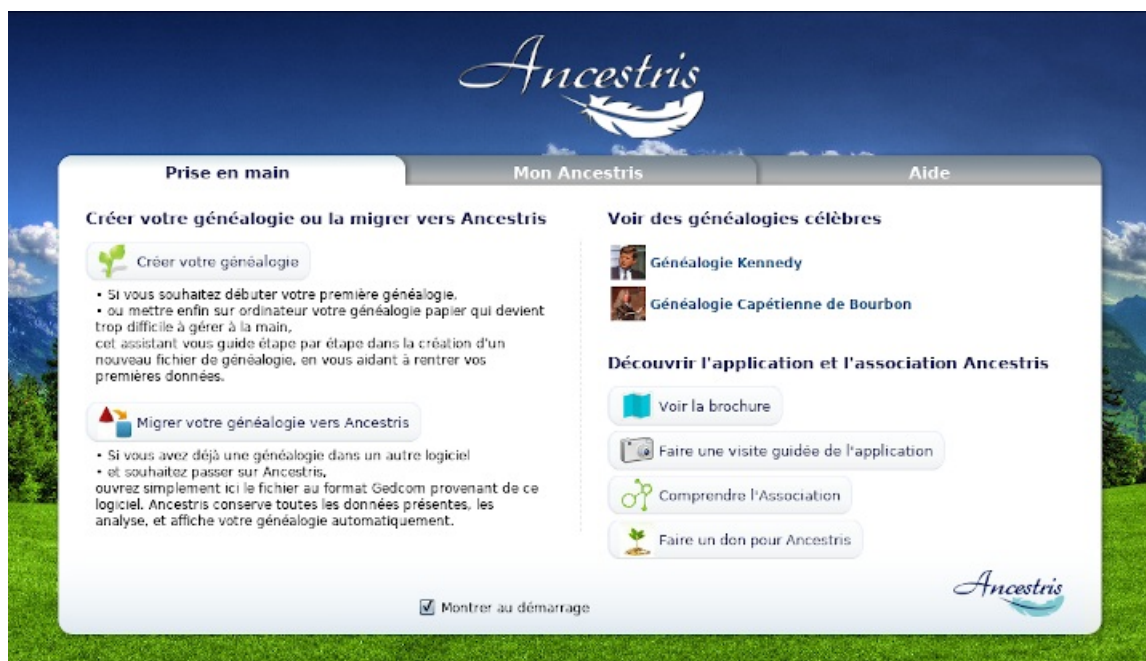 Ancestris
Prise en main
Mon Ancestris
Aide
Créer votre généalogie ou la migrer vers Ancestris
Créer votre généalogie
• Si vous souhaitez débuter votre première généalogie,
• ou mettre enfin sur ordinateur votre généalogie papier qui devient
trop difficile à gérer à la main,
cet assistant vous guide étape par étape dans la création d'un
nouveau fichier de généalogie, en vous aidant à rentrer vos
premières données.
Migrer votre généalogie vers Ancestris
• Si vous avez déjà une généalogie dans un autre logiciel
• et souhaitez passer sur Ancestris,
ouvrez simplement ici le fichier au format Gedcom provenant de ce
logiciel. Ancestris conserve toutes les données présentes, les
analyse, et affiche votre généalogie automatiquement.
Voir des généalogies célèbres
Généalogie Kennedy
Généalogie Capétienne de Bourbon
Découvrir l'application et l'association Ancestris
Voir la brochure
Faire une visite guidée de l'application
Comprendre l'Association
Faire un don pour Ancestris
Ancestris
Montrer au démarrage